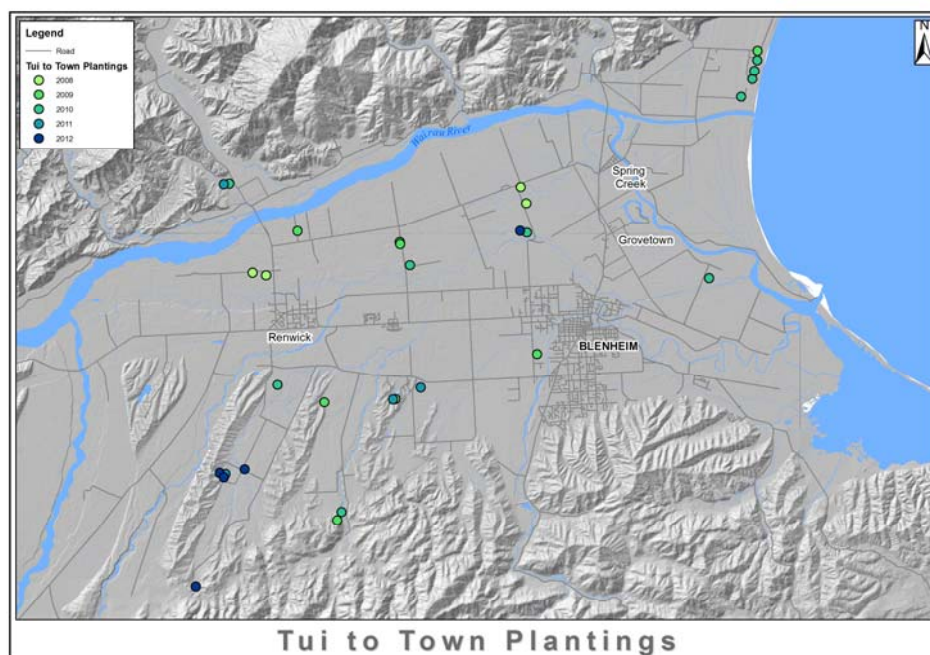 Legend
Road
Tui to Town Plantings
2008
2009
2010
2011
2012
N
Wairau River
Spring
Creek
Grovetown
Renwick
BLENHEIM
Tui to Town Plantings